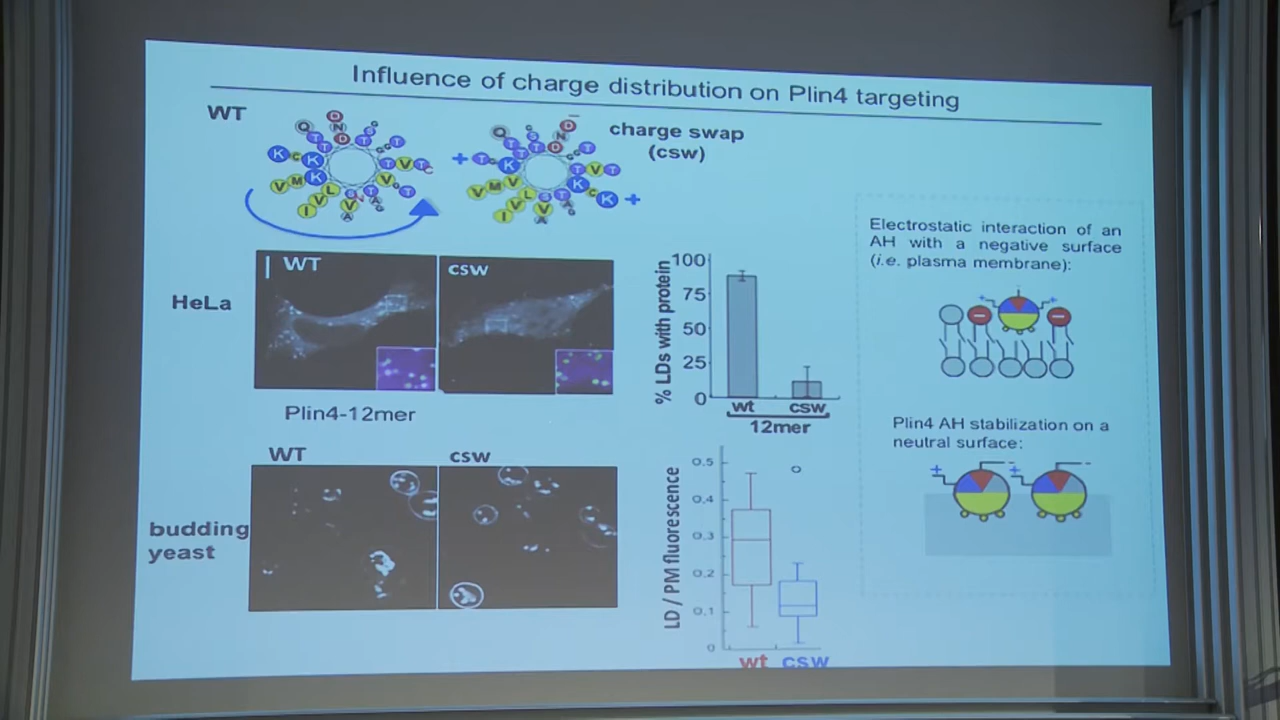 Influence of charge distribution on Plin4 targeting
WT
charge swap
(csw)
+
+
HeLa
WT
csw
Plin4-12mer
% LDs with protein
100
75
50
25
0
wt
csw
12mer
budding
yeast
WT
csw
LD / PM fluorescence
0,5
0,4
0,3
0,2
0,1
0
wt
csw
Electrostatic interaction of an
AH with a negative surface
(i.e. plasma membrane):
Plin4 AH stabilization on a
neutral surface: